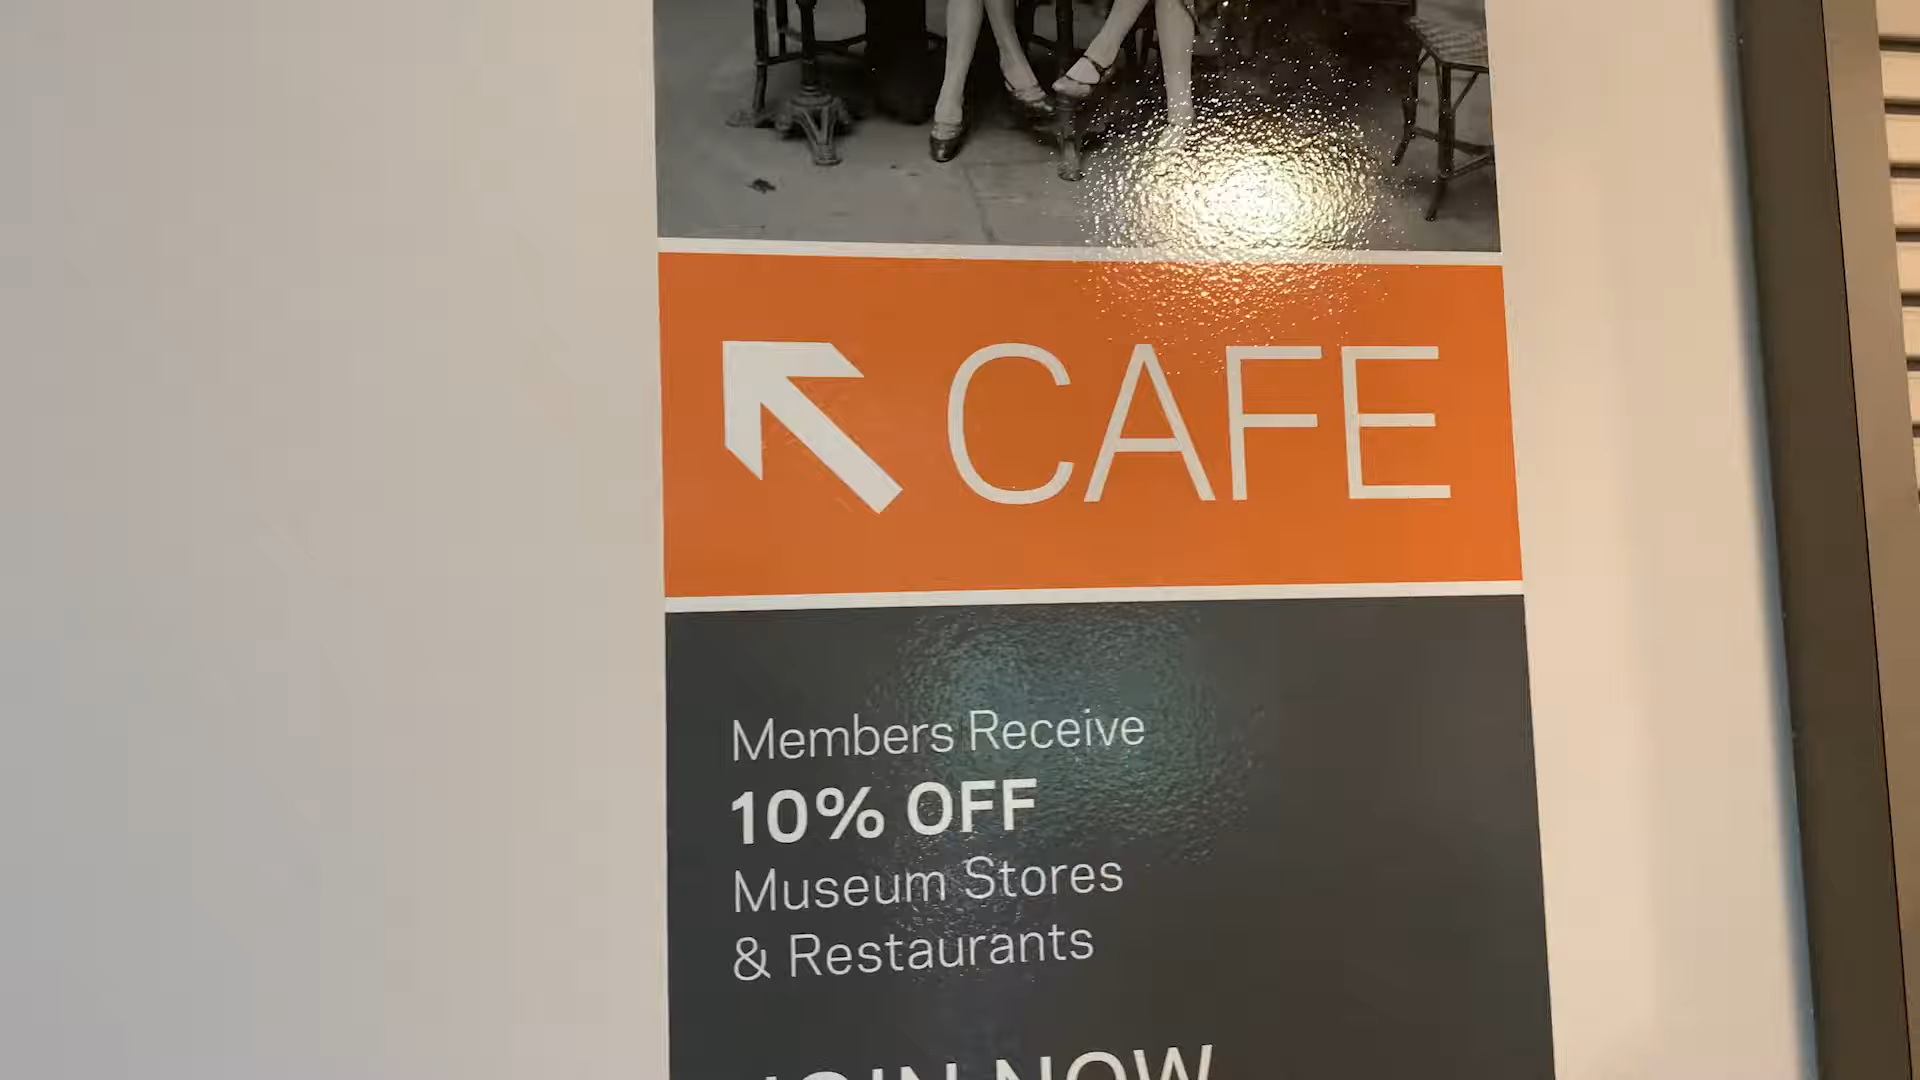 CAFE
Members Receive
10% OFF
Museum Stores
& Restaurants
JOIN NOW